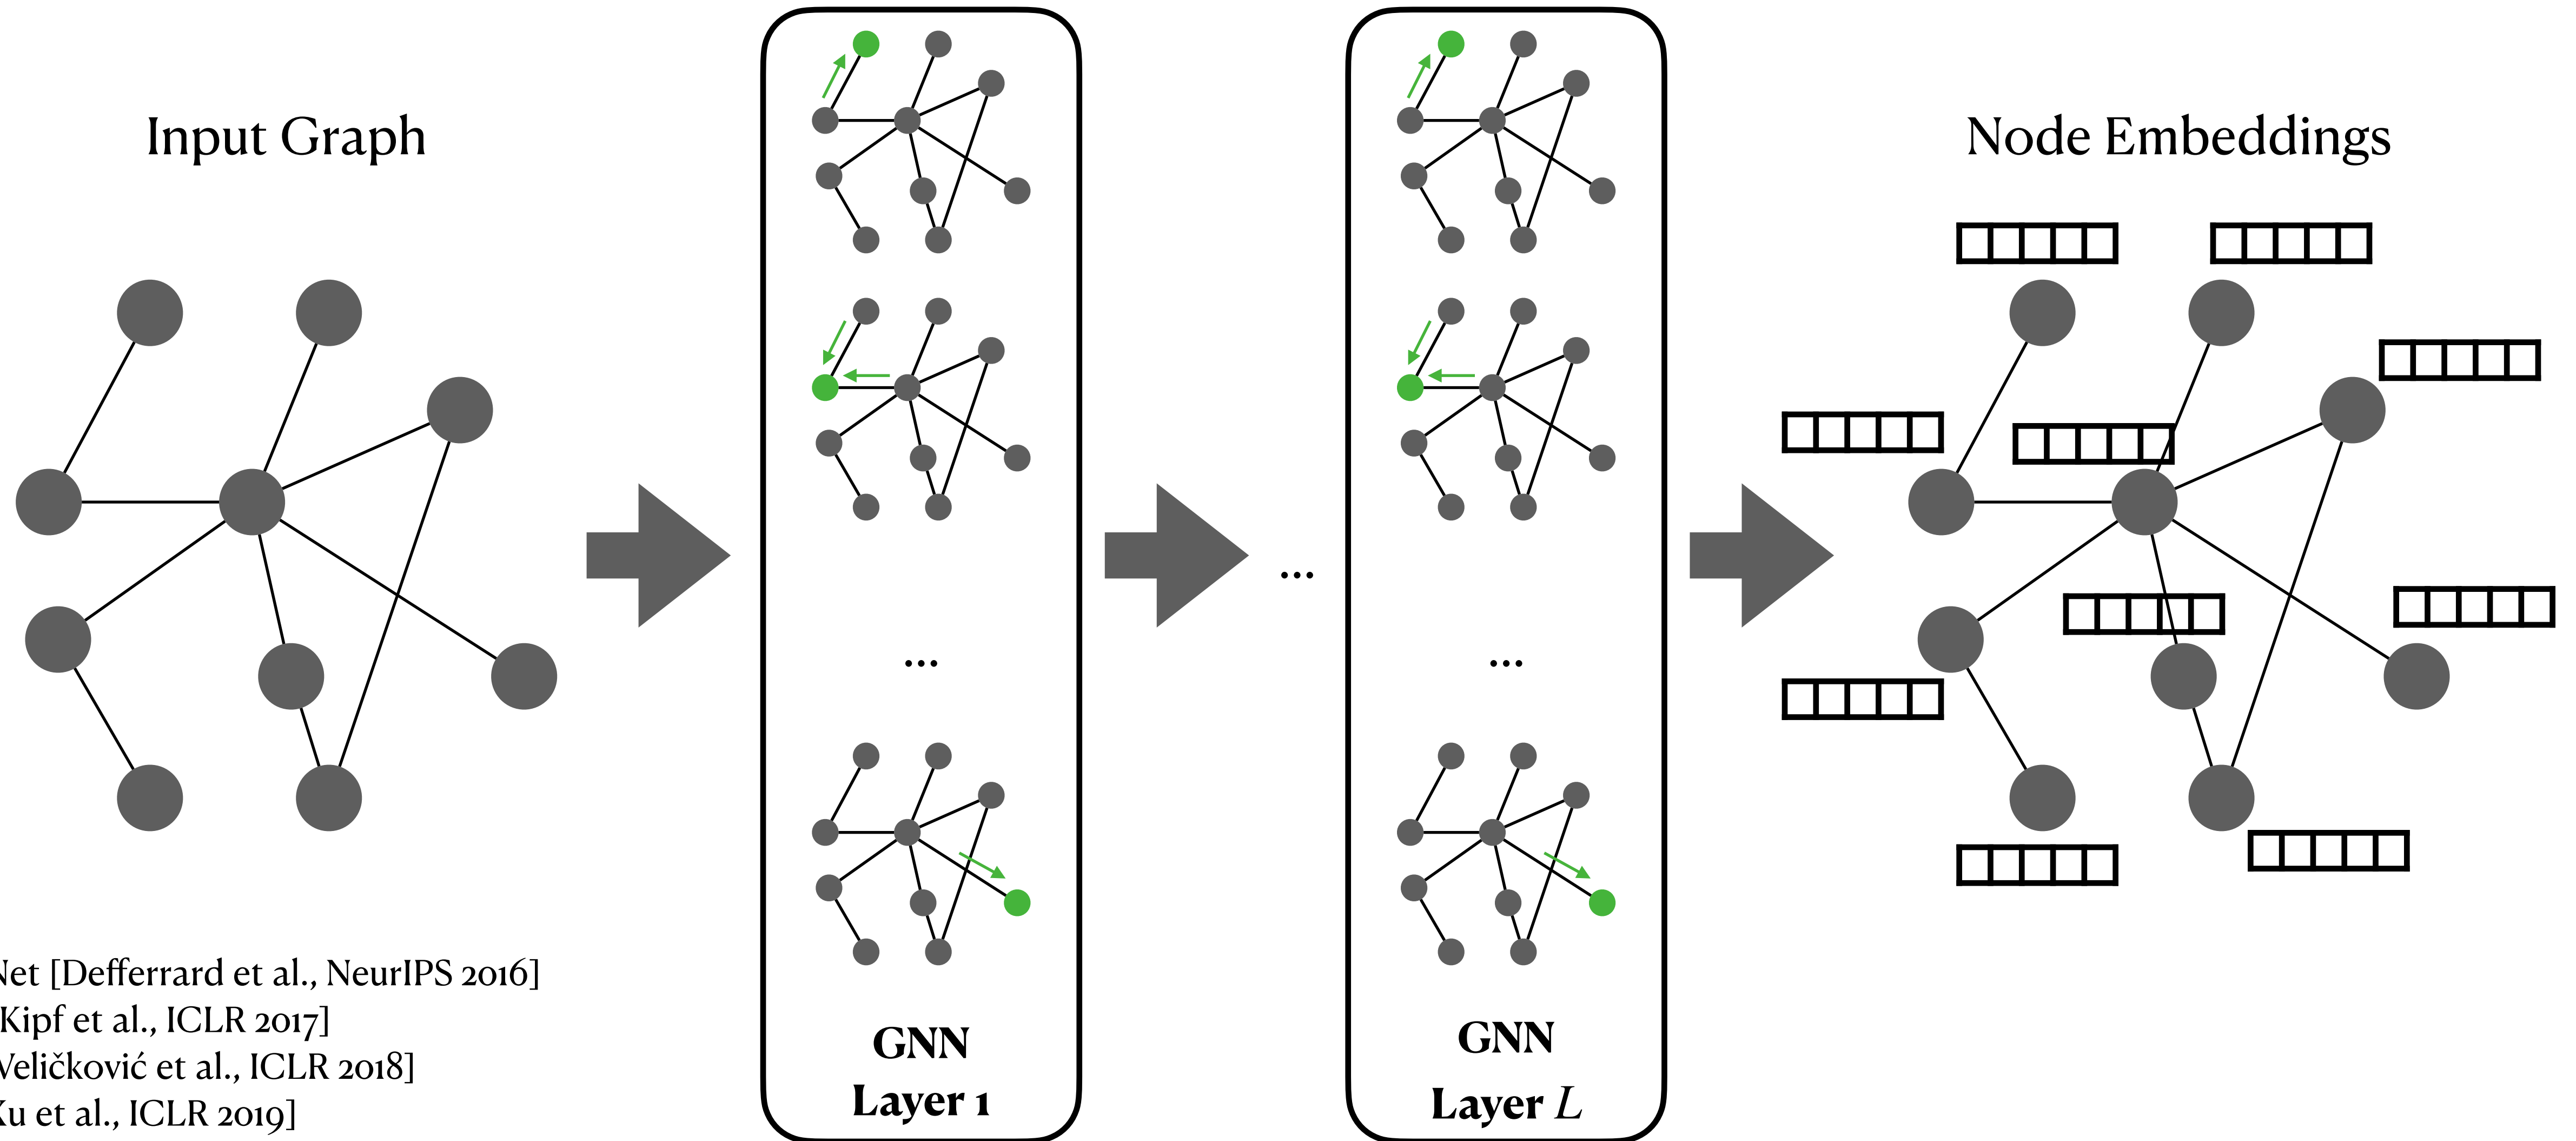 Input Graph
Node Embeddings
...
...
...
GNN
Layer 1
GNN
Layer L
Net [Defferrard et al., NeurIPS 2016]
Kipf et al., ICLR 2017]
Veličković et al., ICLR 2018]
Xu et al., ICLR 2019]